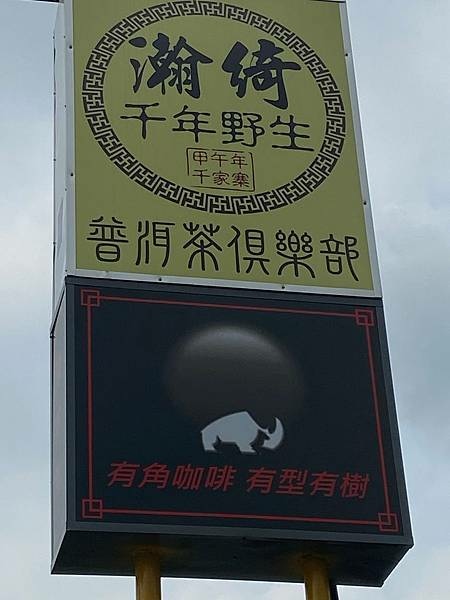 瀚綺
千年野生
甲午年
千家寨
普洱茶俱樂部
有角咖啡 有型有樹